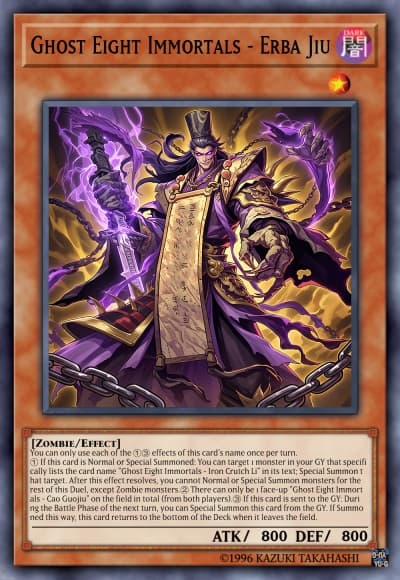 Ghost Eight Immortals - Erba Jiu
DARK
闇
[Zombie/Effect]
You can only use each of the ①③ effects of this card's name once per turn.
① If this card is Normal or Special Summoned: You can target 1 monster in your GY that specifi
cally lists the card name "Ghost Eight Immortals - Iron Crutch Li" in its text; Special Summon t
hat target. After this effect resolves, you cannot Normal or Special Summon monsters for the
rest of this Duel, except Zombie monsters.② There can only be 1 face-up "Ghost Eight Immort
als - Cao Guojiu" on the field in total (from both players).③ If this card is sent to the GY: Duri
ng the Battle Phase of the next turn, you can Special Summon this card from the GY. If Summo
ned this way, this card returns to the bottom of the Deck when it leaves the field.
ATK/ 800 DEF/ 800
©1996 KAZUKI TAKAHASHI